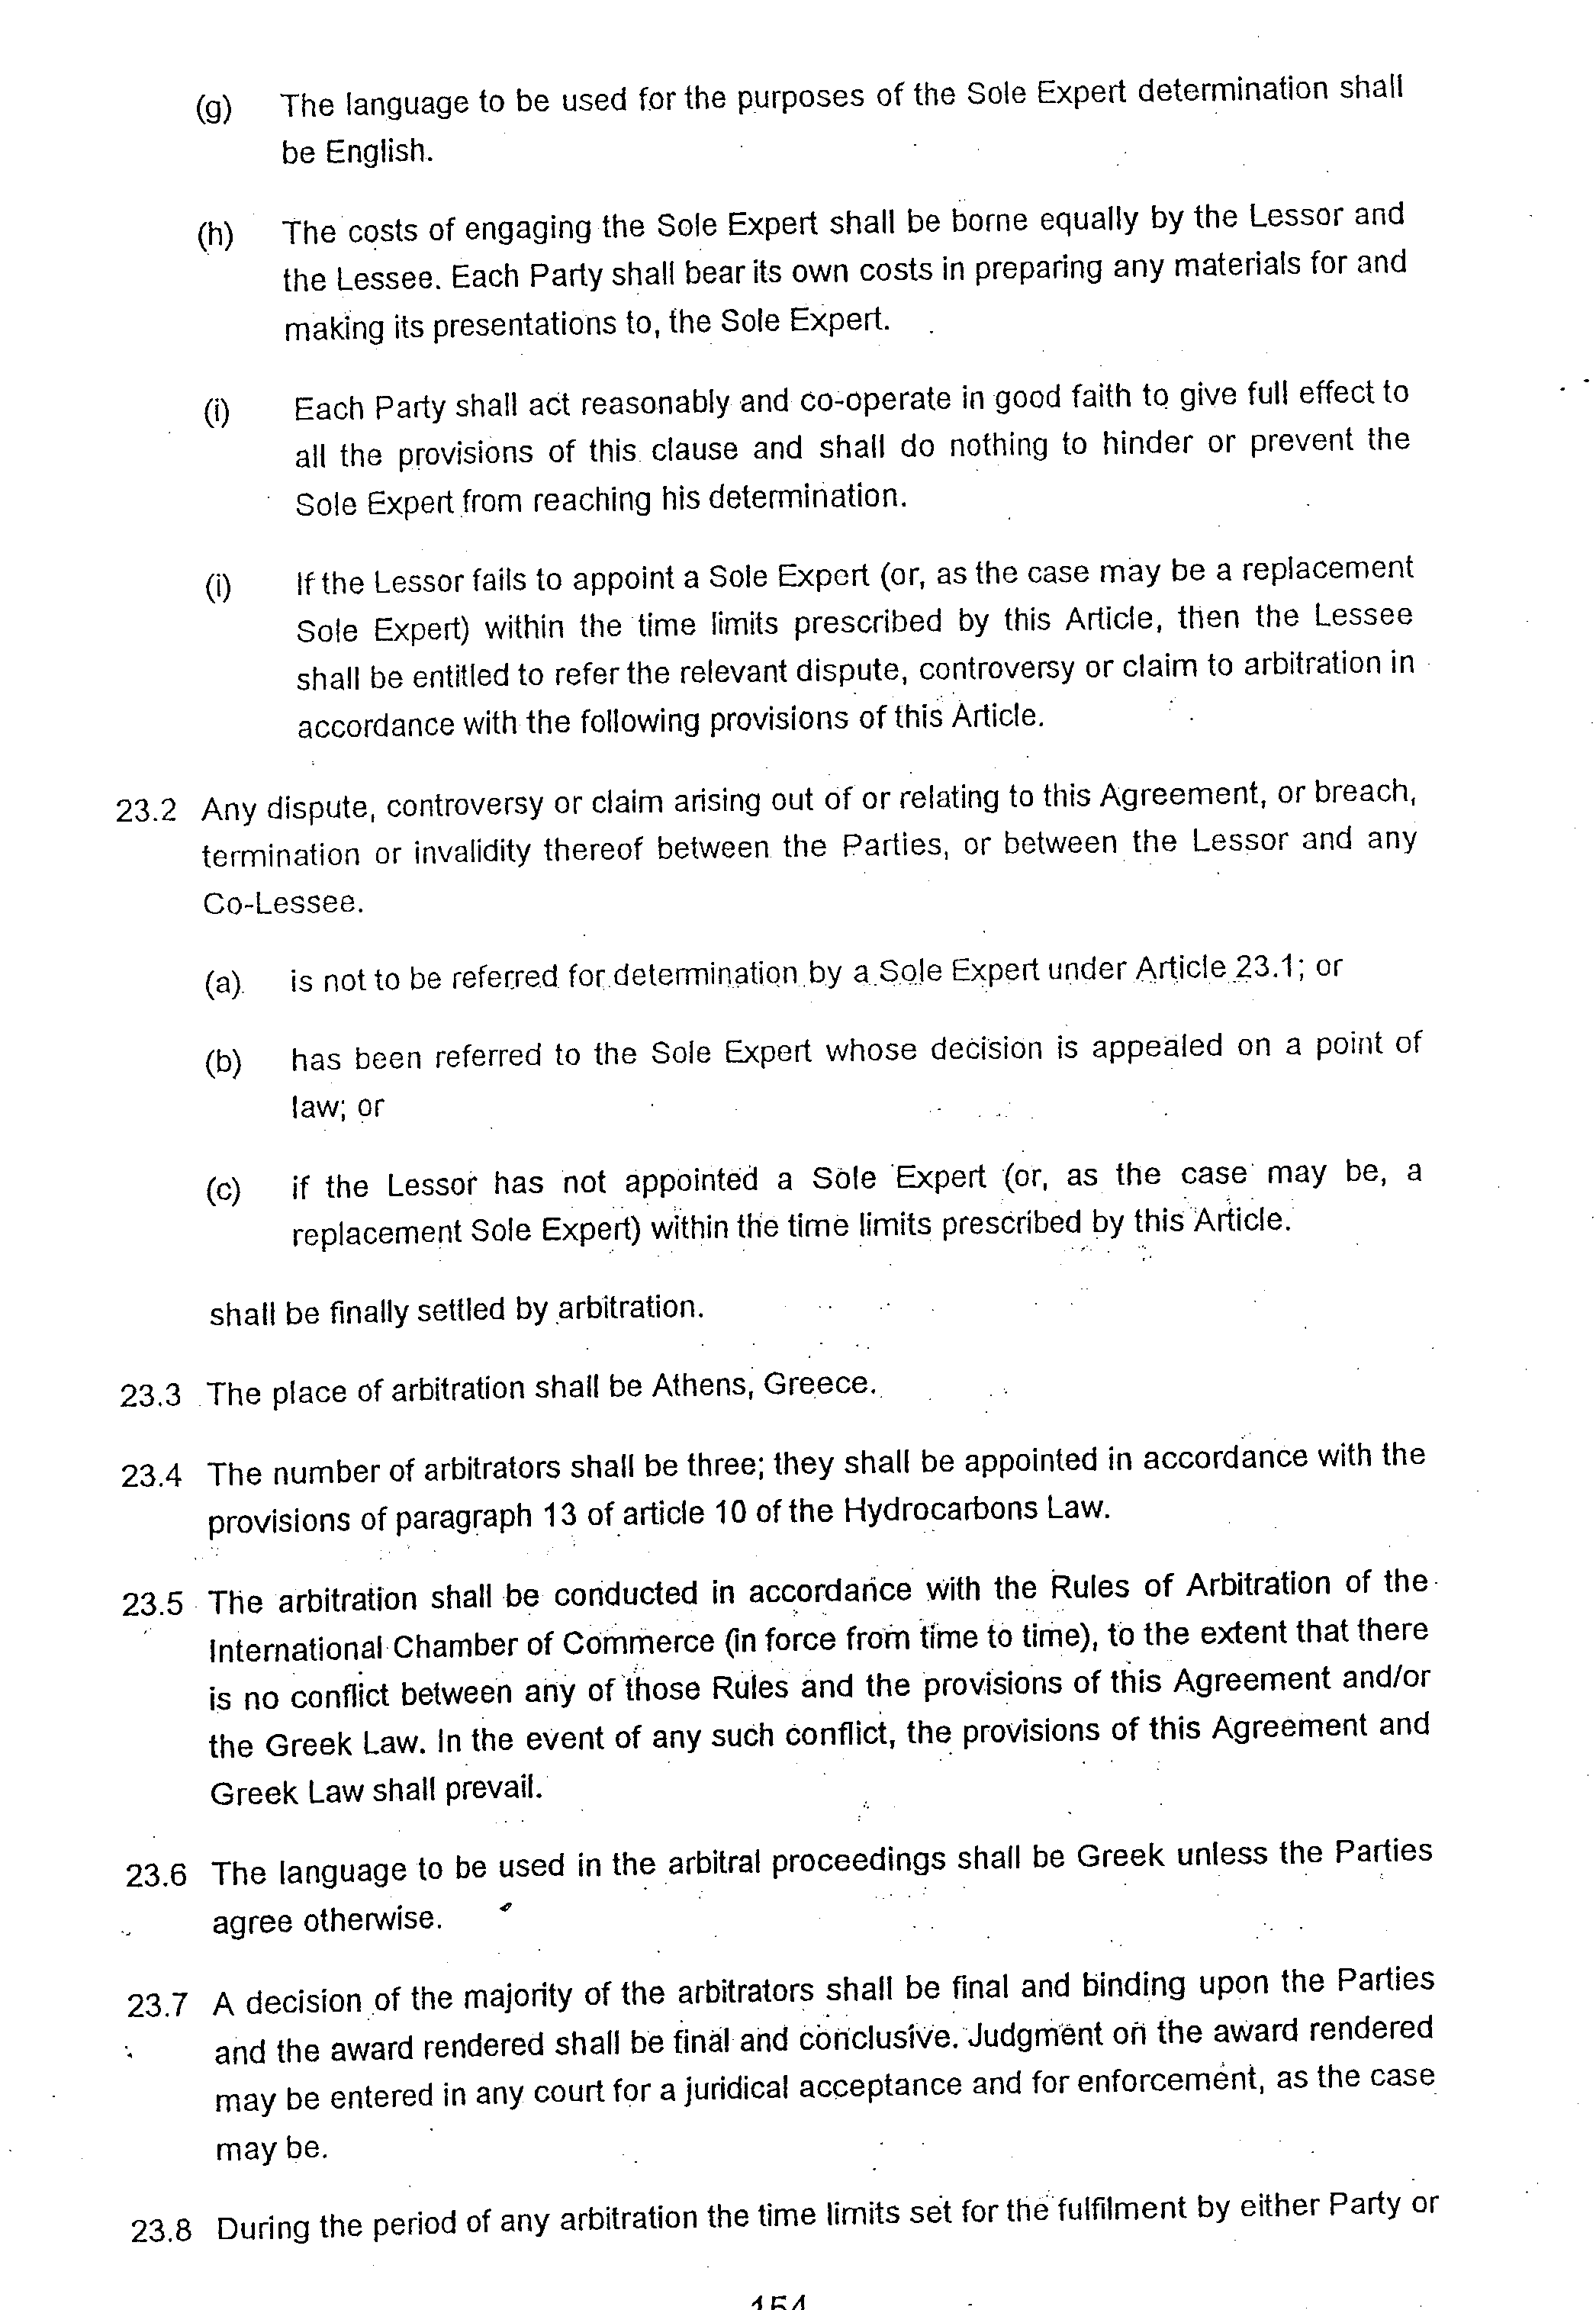 (g) The language to be used for the purposes of the Sole Expert determination shall
be English.
(h) The costs of engaging the Sole Expert shall be borne equally by the Lessor and
the Lessee. Each Party shall bear its own costs in preparing any materials for and
making its presentations to, the Sole Expert.
(i) Each Party shall act reasonably and co-operate in good faith to give full effect to
all the provisions of this clause and shall do nothing to hinder or prevent the
Sole Expert from reaching his determination.
(i) If the Lessor fails to appoint a Sole Expert (or, as the case may be a replacement
Sole Expert) within the time limits prescribed by this Article, then the Lessee
shall be entitled to refer the relevant dispute, controversy or claim to arbitration in
accordance with the following provisions of this Article.
23.2 Any dispute, controversy or claim arising out of or relating to this Agreement, or breach,
termination or invalidity thereof between the Parties, or between the Lessor and any
Co-Lessee.
(a) is not to be referred for determination by a Sole Expert under Article 23.1; or
(b) has been referred to the Sole Expert whose decision is appealed on a point of
law; or
(c) if the Lessor has not appointed a Sole Expert (or, as the case may be, a
replacement Sole Expert) within the time limits prescribed by this Article.
shall be finally settled by arbitration.
23.3 The place of arbitration shall be Athens, Greece.
23.4 The number of arbitrators shall be three; they shall be appointed in accordance with the
provisions of paragraph 13 of article 10 of the Hydrocarbons Law.
23.5 The arbitration shall be conducted in accordance with the Rules of Arbitration of the
International Chamber of Commerce (in force from time to time), to the extent that there
is no conflict between any of those Rules and the provisions of this Agreement and/or
the Greek Law. In the event of any such conflict, the provisions of this Agreement and
Greek Law shall prevail.
23.6 The language to be used in the arbitral proceedings shall be Greek unless the Parties
agree otherwise.
23.7 A decision of the majority of the arbitrators shall be final and binding upon the Parties
and the award rendered shall be final and conclusive. Judgment on the award rendered
may be entered in any court for a juridical acceptance and for enforcement, as the case
may be.
23.8 During the period of any arbitration the time limits set for the fulfilment by either Party or
154